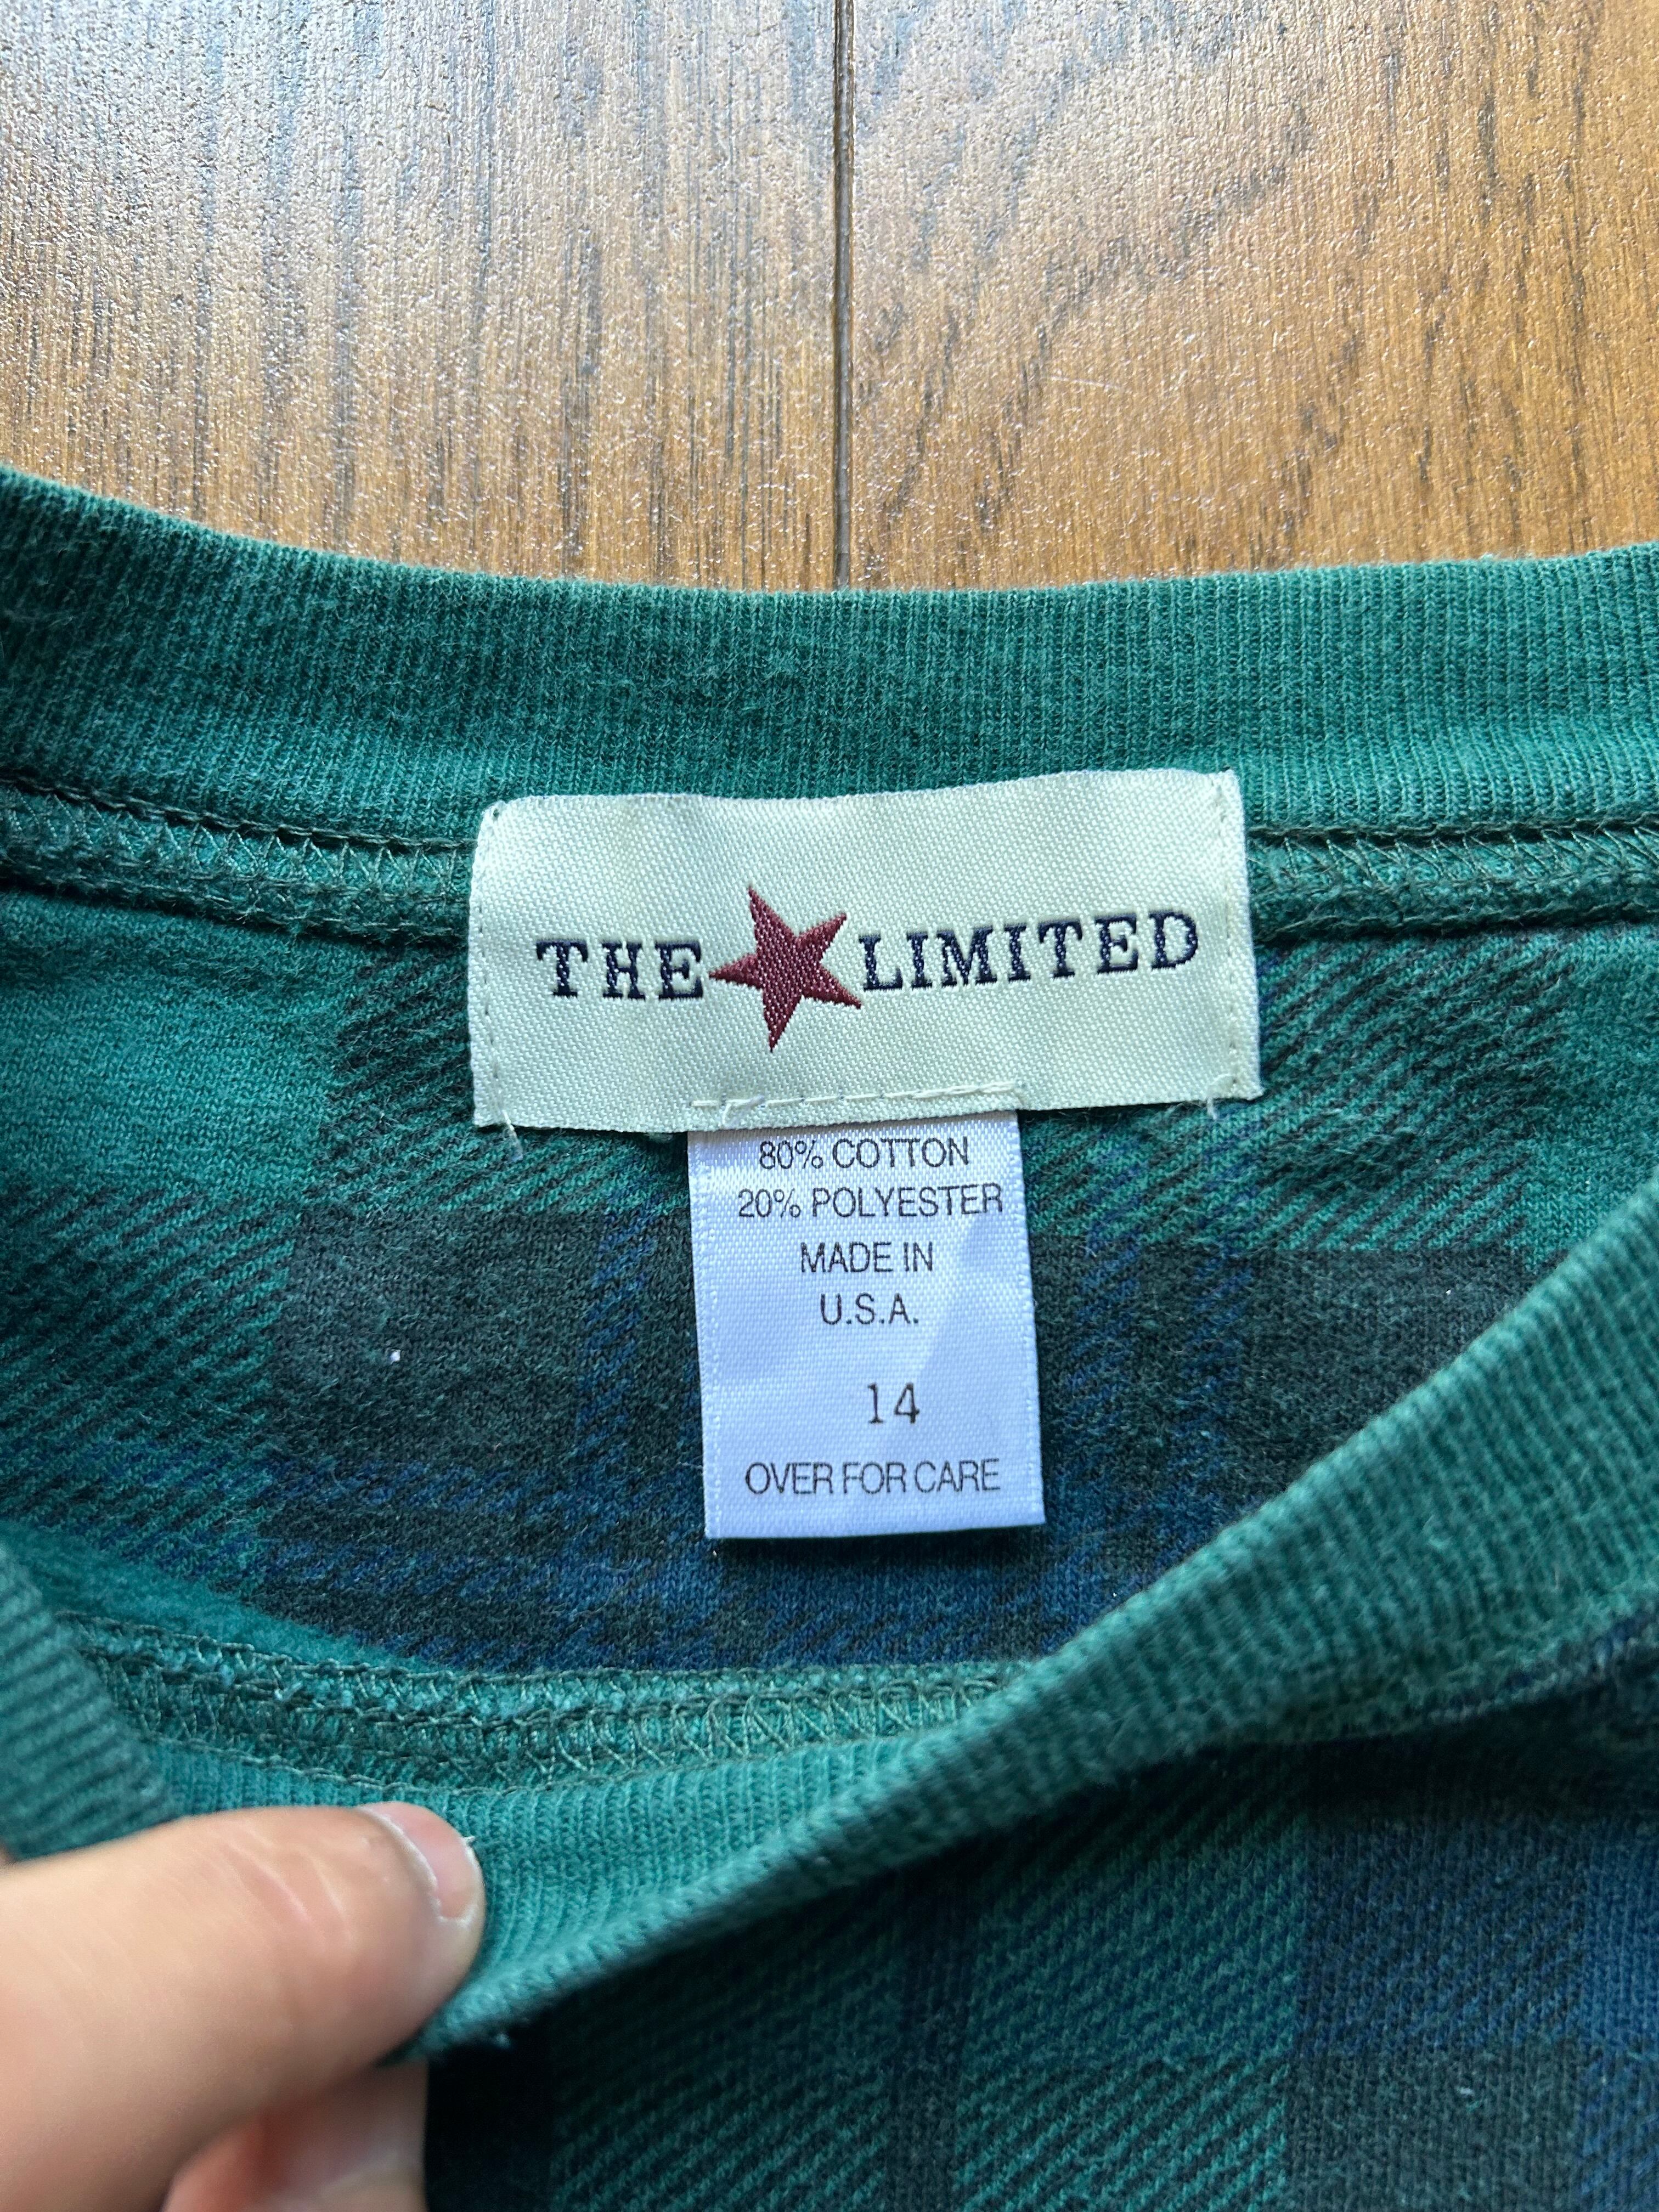 THE LIMITED
80% COTTON
20% POLYESTER
MADE IN
U.S.A.
14
OVER FOR CARE